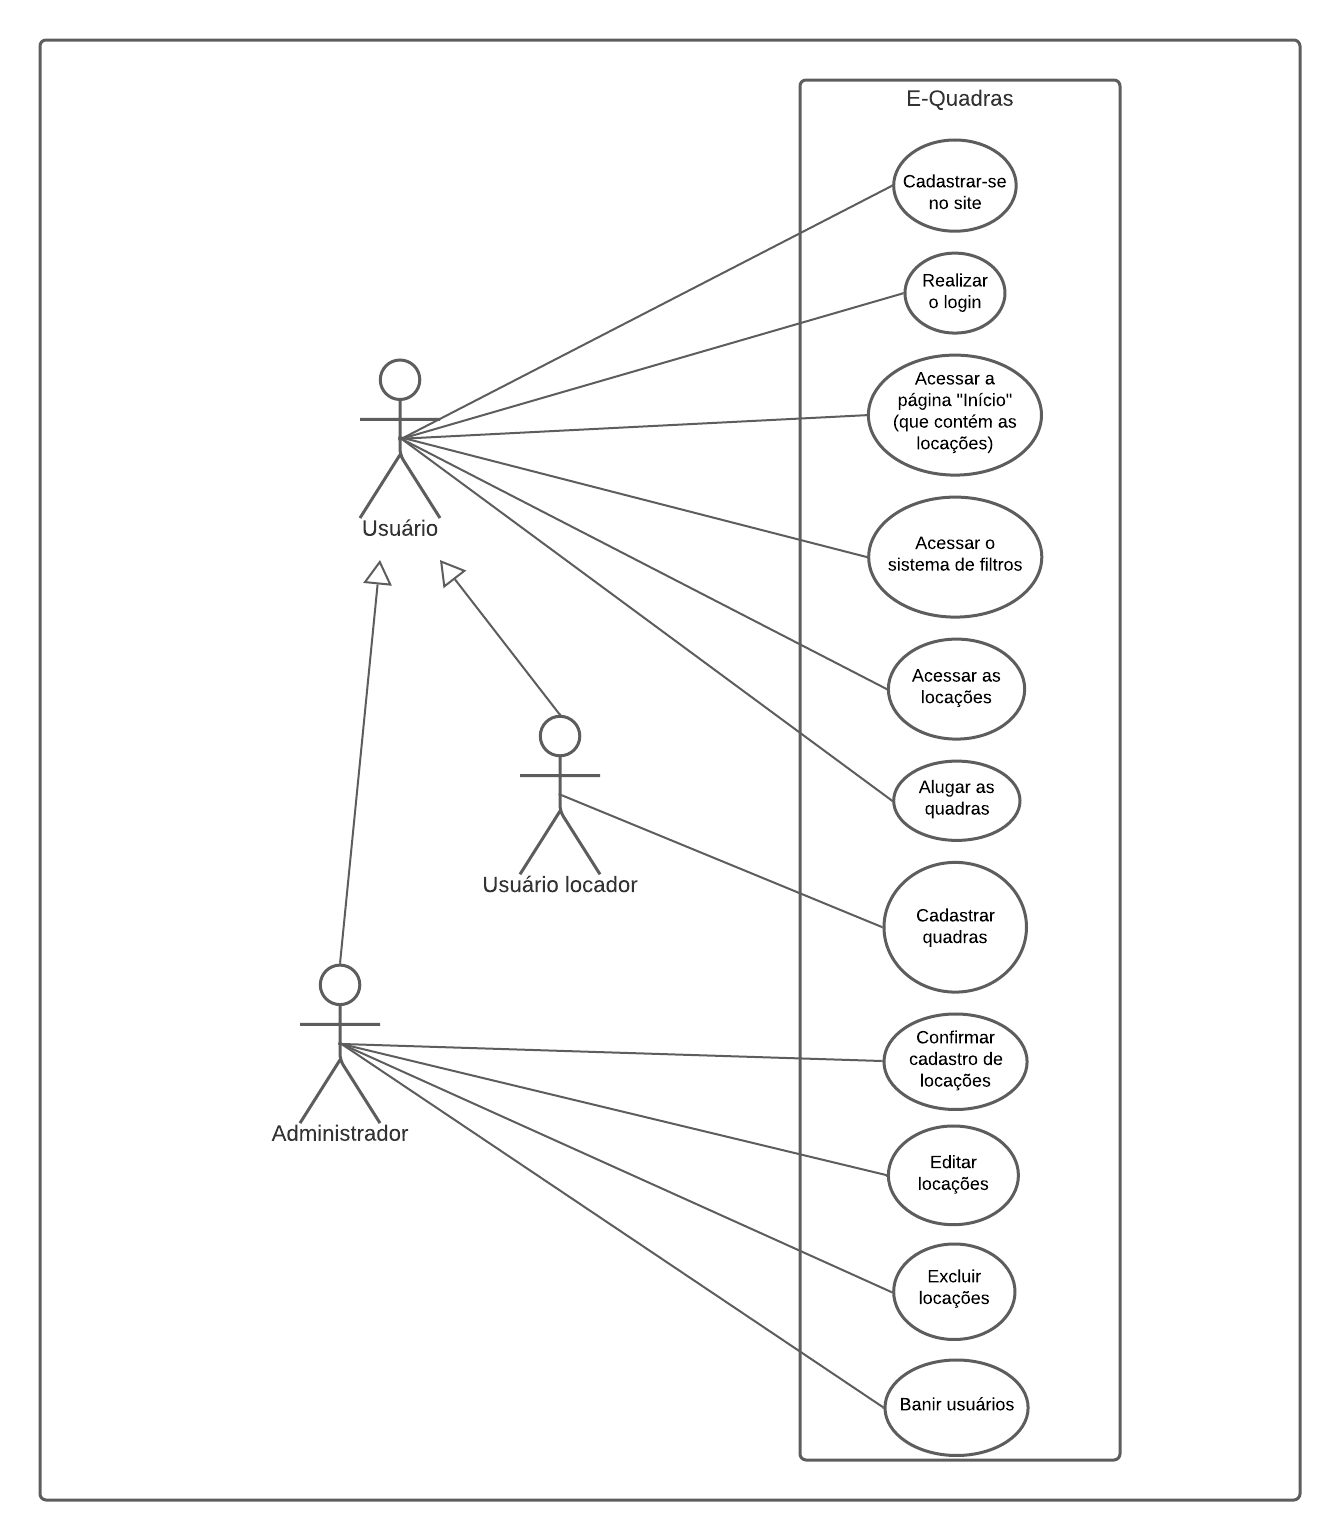 E-Quadras
Cadastrar-se
no site
Realizar
o login
Acessar a
página "Início"
(que contém as
locações)
Usuário
Acessar o
sistema de filtros
Acessar as
locações
Alugar as
quadras
Usuário locador
Cadastrar
quadras
Confirmar
cadastro de
locações
Administrador
Editar
locações
Excluir
locações
Banir usuários